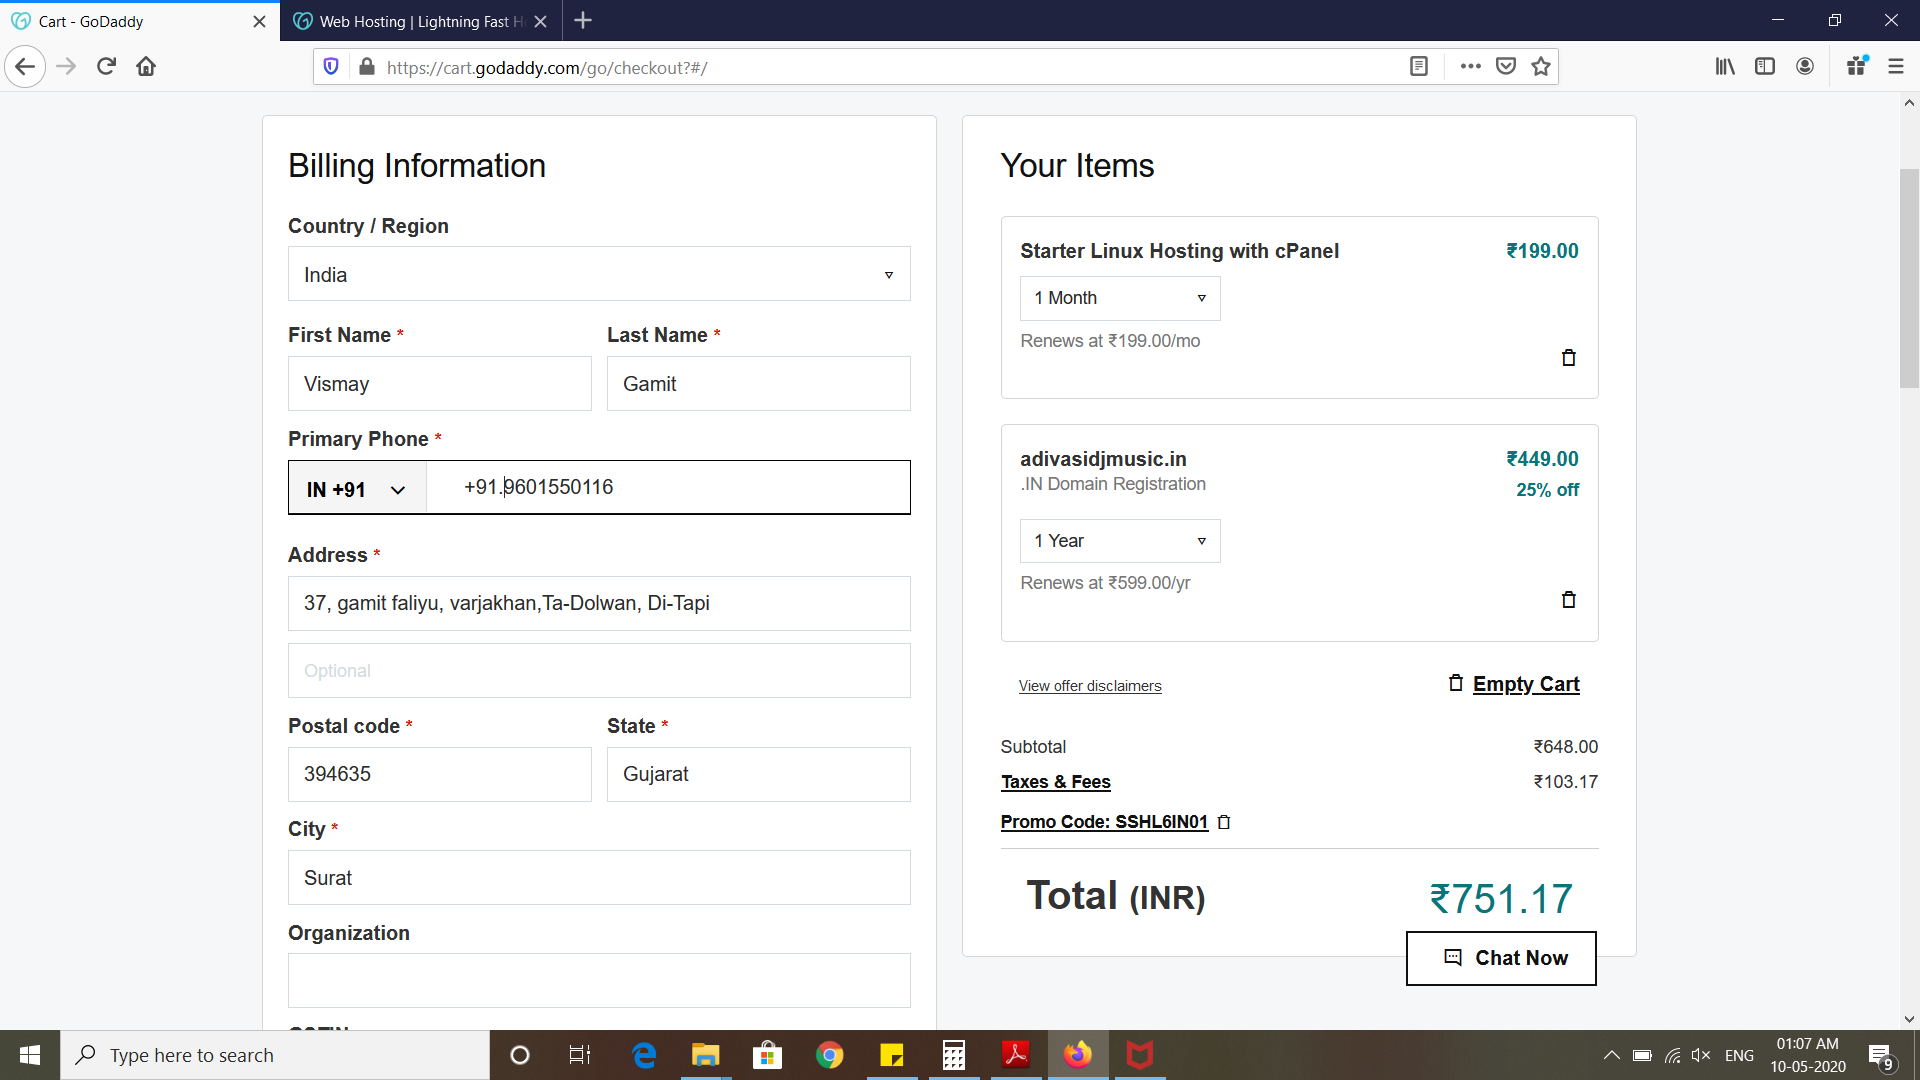 Cart - GoDaddy
Web Hosting | Lightning Fast H
https://cart.godaddy.com/go/checkout?#/
Billing Information
Country / Region
India
First Name *
Last Name *
Vismay
Gamit
Primary Phone *
IN +91
+91.9601550116
Address *
37, gamit faliyu, varjakhan,Ta-Dolwan, Di-Tapi
Optional
Postal code *
State *
394635
Gujarat
City *
Surat
Organization
Your Items
Starter Linux Hosting with cPanel
₹199.00
1 Month
Renews at ₹199.00/mo
adivasidjmusic.in
₹449.00
.IN Domain Registration
25% off
1 Year
Renews at ₹599.00/yr
View offer disclaimers
Empty Cart
Subtotal
₹648.00
Taxes & Fees
₹103.17
Promo Code: SSHL6IN01
Total (INR)
₹751.17
Chat Now
Type here to search
ENG
01:07 AM
10-05-2020
9